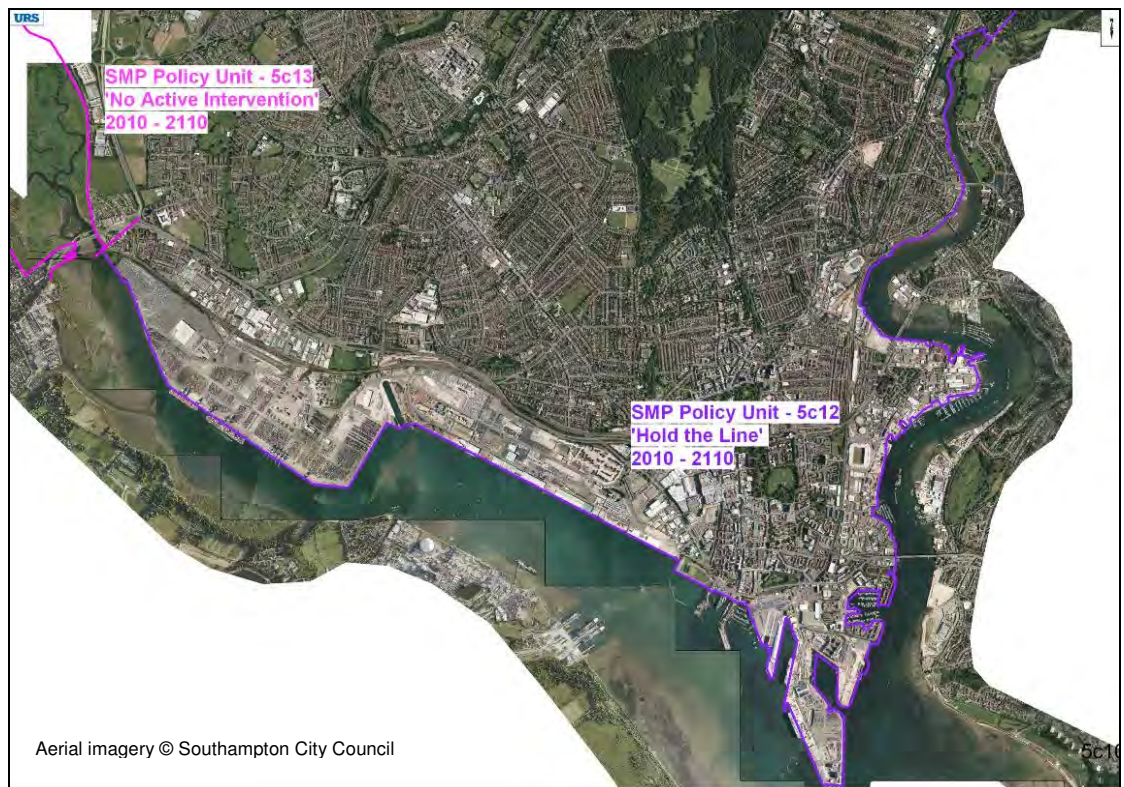 URS
SMP Policy Unit - 5c13
'No Active Intervention'
2010 - 2110
SMP Policy Unit - 5c12
'Hold the Line'
2010 - 2110
Aerial imagery © Southampton City Council